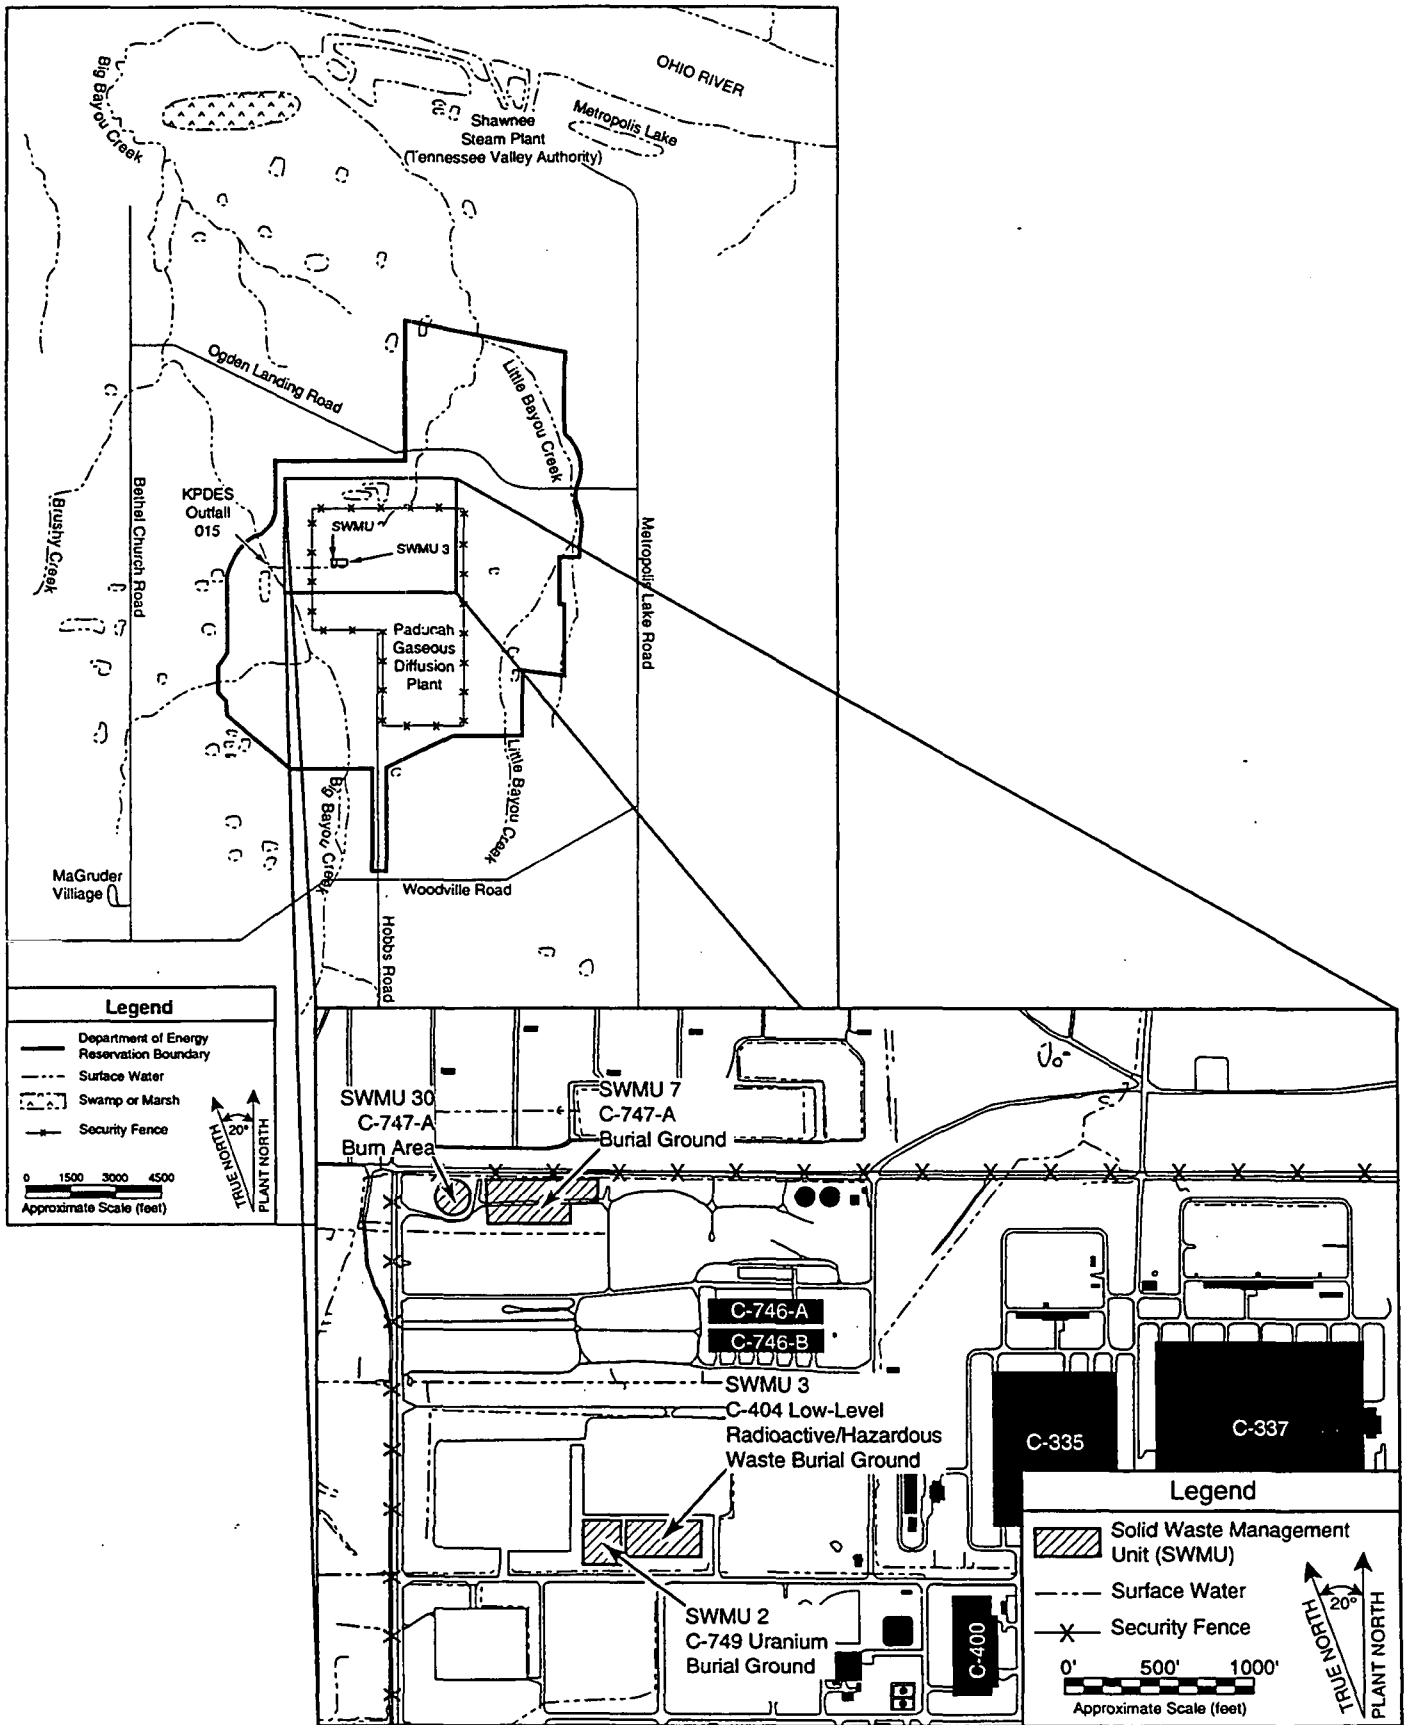 OHIO RIVER
Big Bayou Creek
Metropolis Lake
Shawnee
Steam Plant
(Tennessee Valley Authority)
Ogden Landing Road
Little Bayou Creek
Brushy Creek
Bethel Church Road
KPDES
Outfall
015
SWMU
SWMU 3
Metropolis Lake Road
Paducah
Gaseous
Diffusion
Plant
Little Bayou Creek
Big Bayou Creek
MaGruder
Villiage
Woodville Road
Hobbs Road
Legend
Department of Energy
Reservation Boundary
Surface Water
Swamp or Marsh
Security Fence
TRUE NORTH
20°
PLANT NORTH
0 1500 3000 4500
Approximate Scale (feet)
SWMU 30
C-747-A
Burn Area
SWMU 7
C-747-A
Burial Ground
C-746-A
C-746-B
SWMU 3
C-404 Low-Level
Radioactive/Hazardous
Waste Burial Ground
C-335
C-337
SWMU 2
C-749 Uranium
Burial Ground
C-400
Legend
Solid Waste Management
Unit (SWMU)
Surface Water
Security Fence
0' 500' 1000'
Approximate Scale (feet)
TRUE NORTH
20°
PLANT NORTH